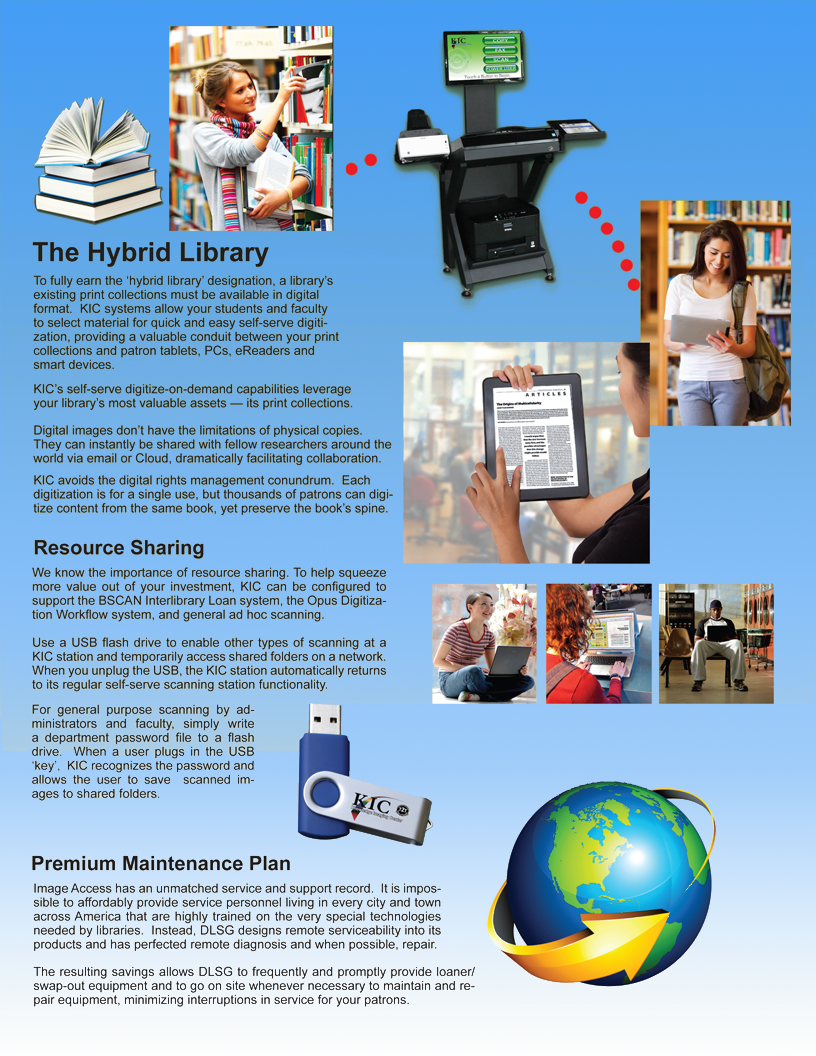 KIC
COPY
FAX
SCAN
Touch a Button to Begin
The Hybrid Library
To fully earn the ‘hybrid library’ designation, a library’s
existing print collections must be available in digital
format.  KIC systems allow your students and faculty
to select material for quick and easy self-serve digiti-
zation, providing a valuable conduit between your print
collections and patron tablets, PCs, eReaders and
smart devices.
KIC’s self-serve digitize-on-demand capabilities leverage
your library’s most valuable assets — its print collections.
Digital images don’t have the limitations of physical copies.
They can instantly be shared with fellow researchers around the
world via email or Cloud, dramatically facilitating collaboration.
KIC avoids the digital rights management conundrum.  Each
digitization is for a single use, but thousands of patrons can digi-
tize content from the same book, yet preserve the book’s spine.
ARTICLES
The Origins of Multicellularity
Resource Sharing
We know the importance of resource sharing. To help squeeze
more value out of your investment, KIC can be configured to
support the BSCAN Interlibrary Loan system, the Opus Digitiza-
tion Workflow system, and general ad hoc scanning.
Use a USB flash drive to enable other types of scanning at a
KIC station and temporarily access shared folders on a network.
When you unplug the USB, the KIC station automatically returns
to its regular self-serve scanning station functionality.
For general purpose scanning by ad-
ministrators and faculty, simply write
a department password file to a flash
drive.  When a user plugs in the USB
‘key’,  KIC recognizes the password and
allows the user to save  scanned im-
ages to shared folders.
KIC
Premium Maintenance Plan
Image Access has an unmatched service and support record.  It is impos-
sible to affordably provide service personnel living in every city and town
across America that are highly trained on the very special technologies
needed by libraries.  Instead, DLSG designs remote serviceability into its
products and has perfected remote diagnosis and when possible, repair.
The resulting savings allows DLSG to frequently and promptly provide loaner/
swap-out equipment and to go on site whenever necessary to maintain and re-
pair equipment, minimizing interruptions in service for your patrons.